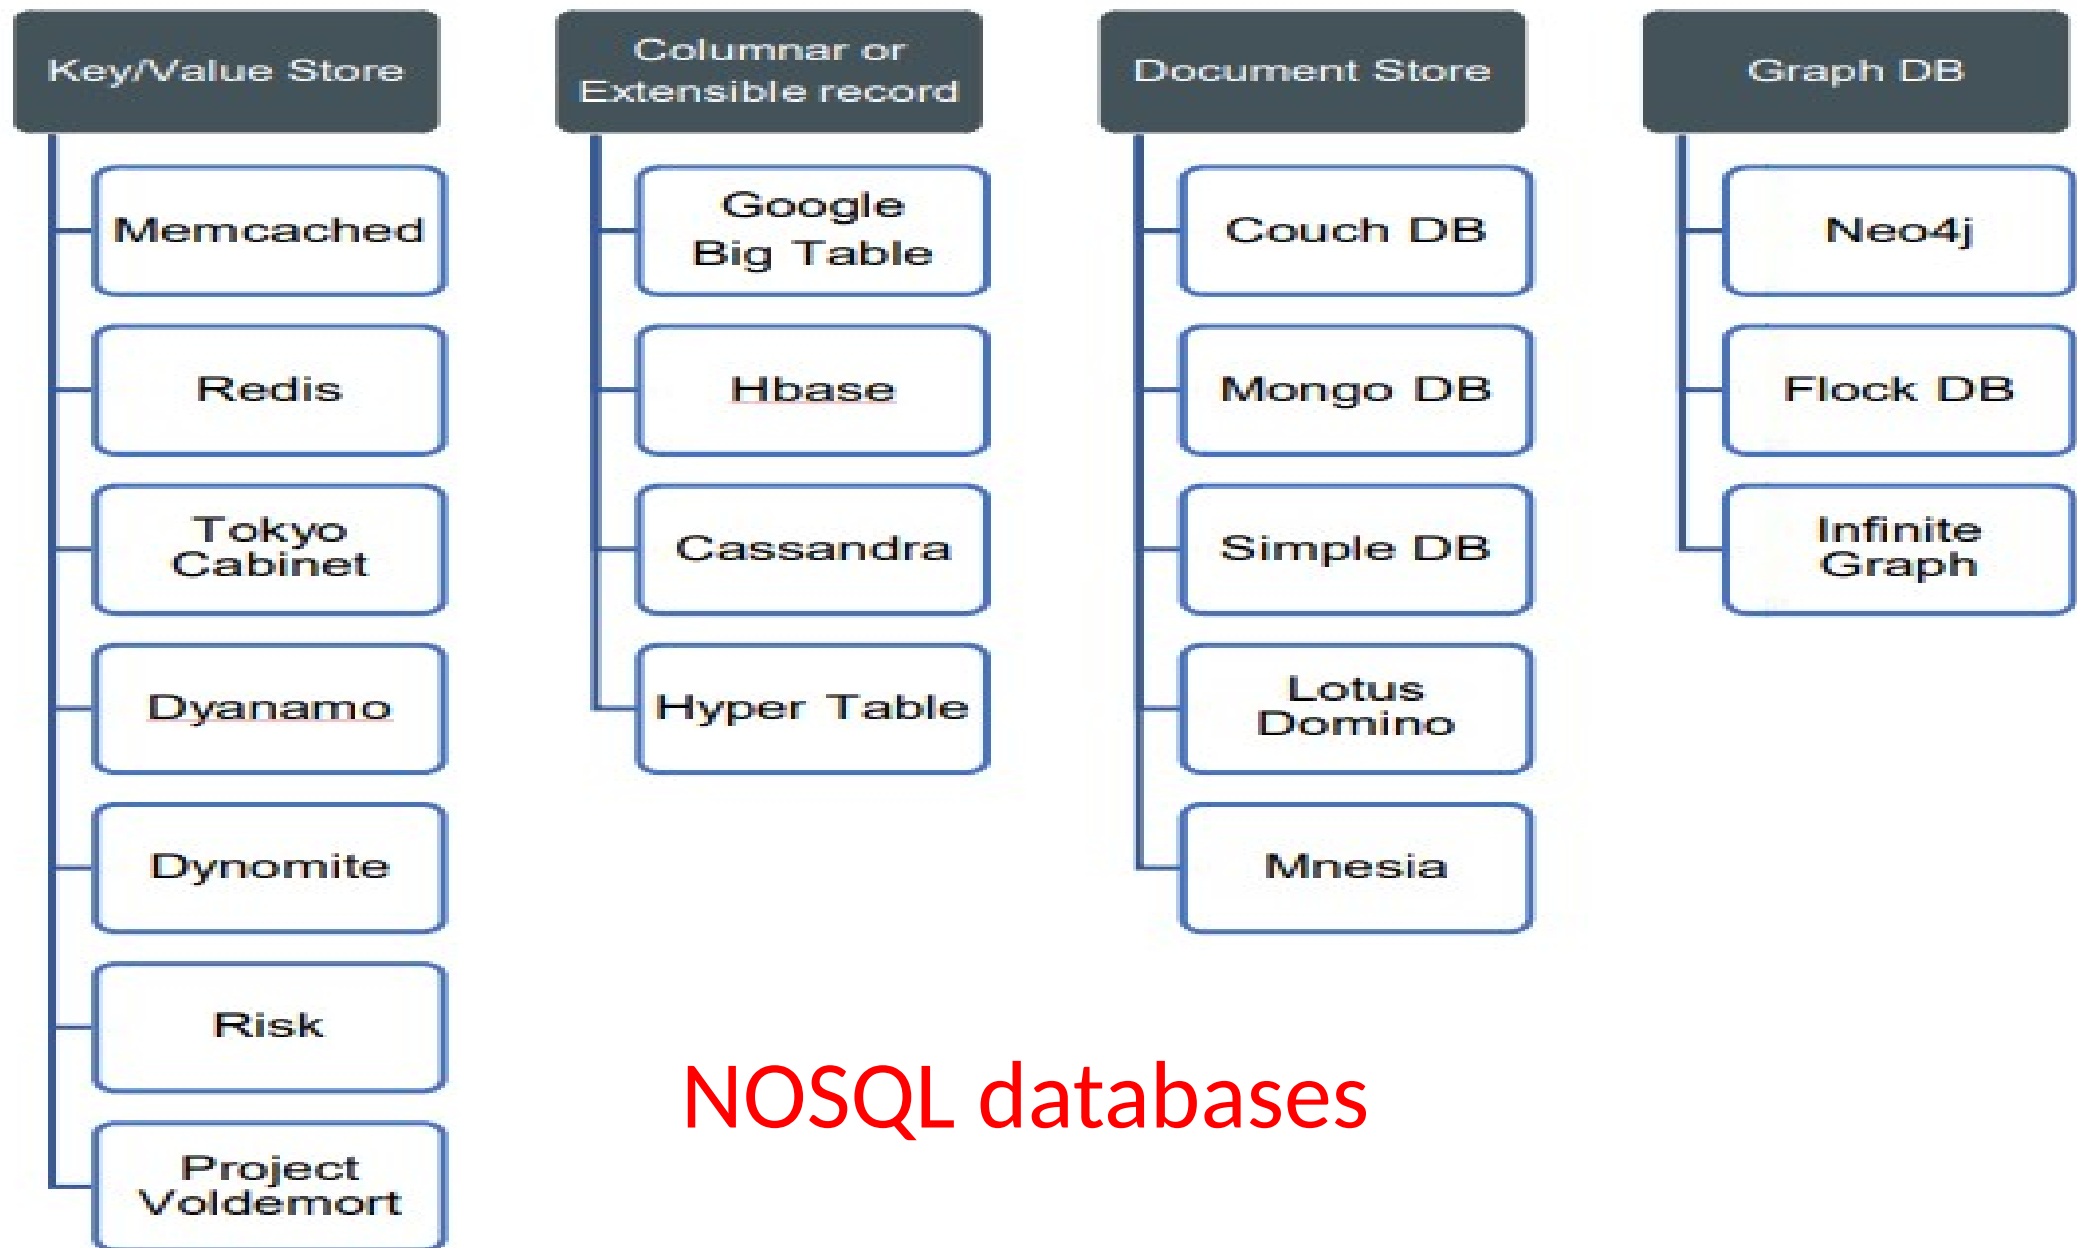 Key/Value Store
Memcached
Redis
Tokyo
Cabinet
Dyanamo
Dynomite
Risk
Project
Voldemort
Columnar or
Extensible record
Google
Big Table
Hbase
Cassandra
Hyper Table
Document Store
Couch DB
Mongo DB
Simple DB
Lotus
Domino
Mnesia
Graph DB
Neo4j
Flock DB
Infinite
Graph
NOSQL databases